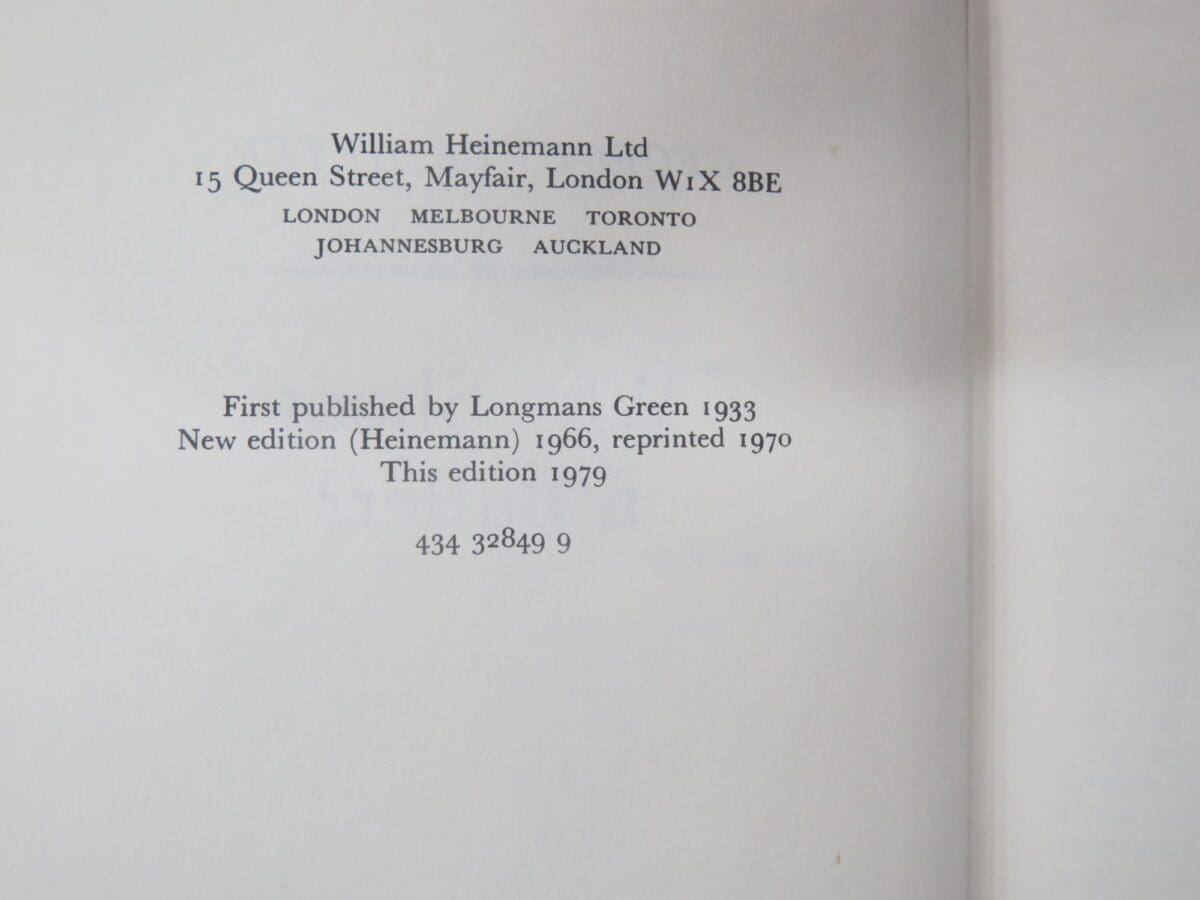 William Heinemann Ltd
15 Queen Street, Mayfair, London W1X 8BE
LONDON MELBOURNE TORONTO
JOHANNESBURG AUCKLAND
First published by Longmans Green 1933
New edition (Heinemann) 1966, reprinted 1970
This edition 1979
434 32849 9